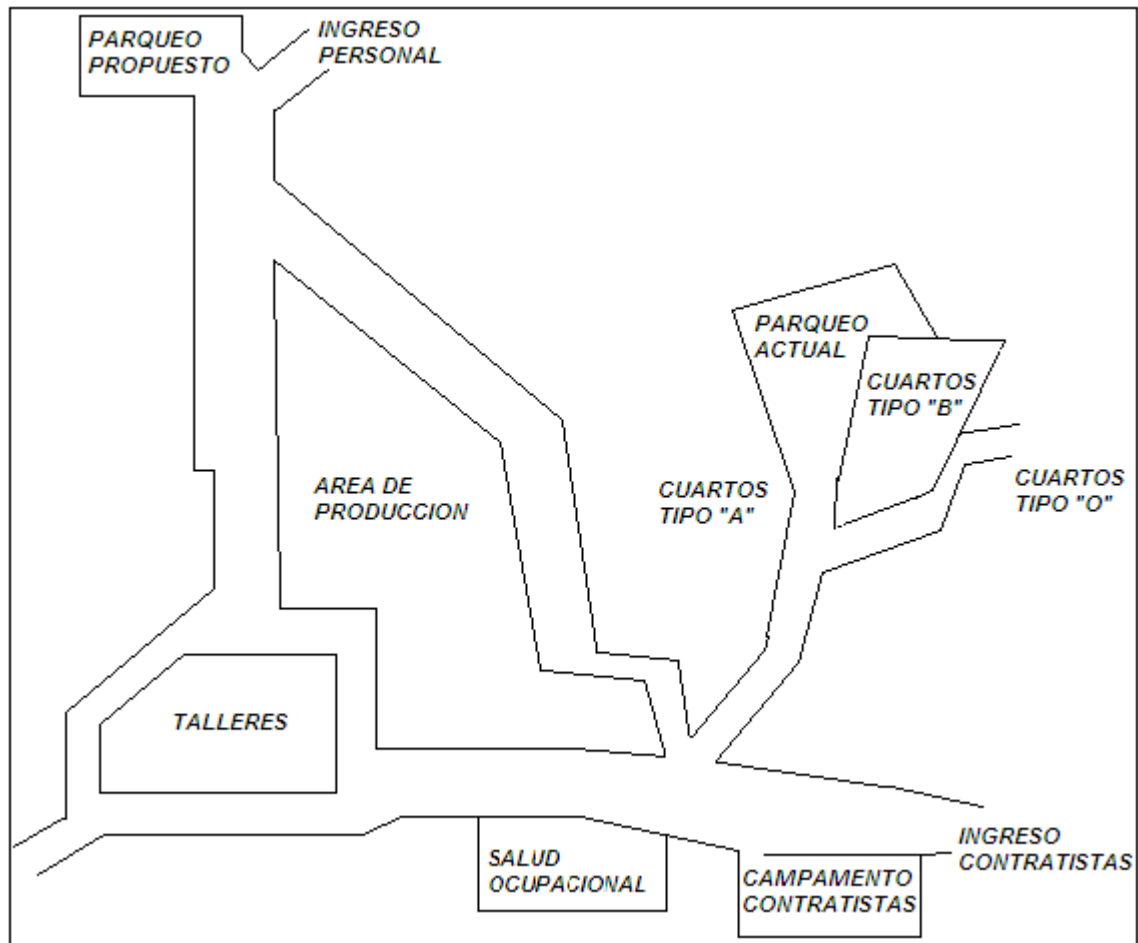 PARQUEO
PROPUESTO
INGRESO
PERSONAL
PARQUEO
ACTUAL
CUARTOS
TIPO "B"
AREA DE
PRODUCCION
CUARTOS
TIPO "A"
CUARTOS
TIPO "O"
TALLERES
SALUD
OCUPACIONAL
INGRESO
CONTRATISTAS
CAMPAMENTO
CONTRATISTAS